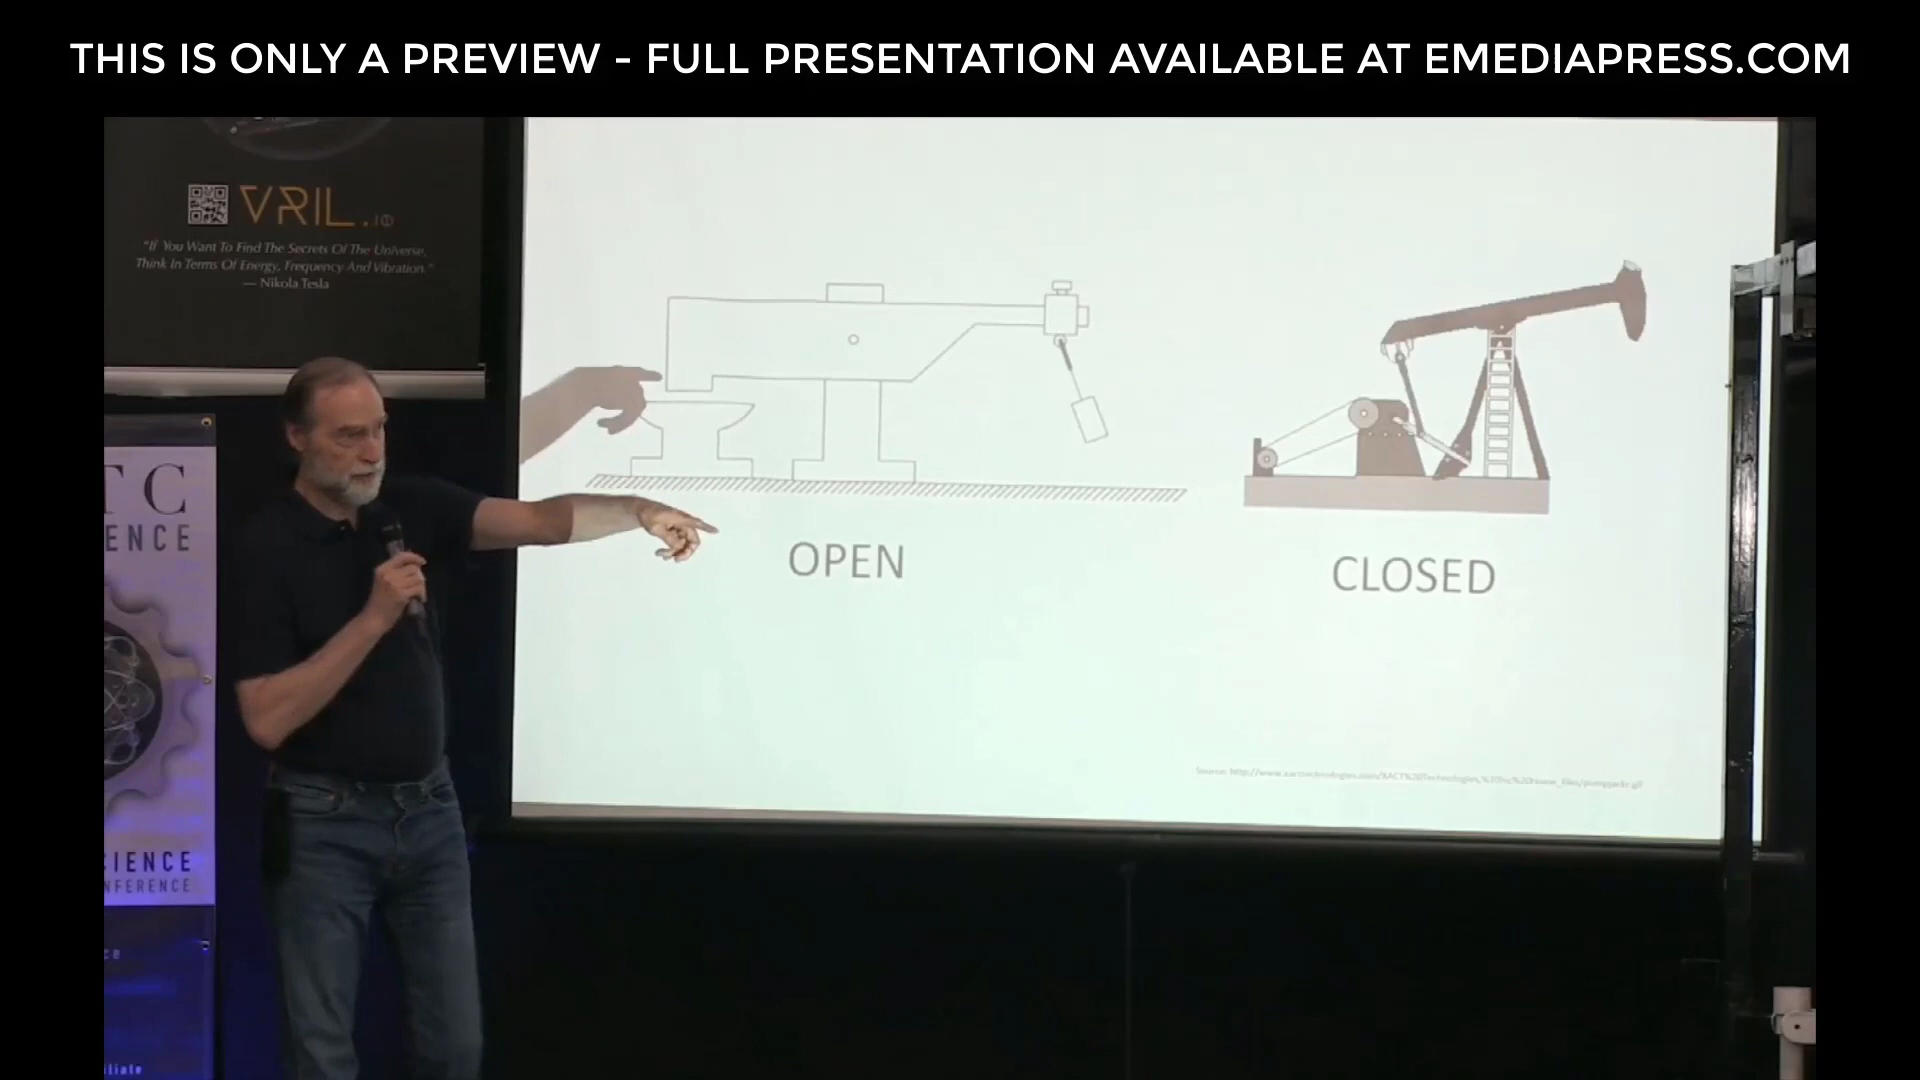 THIS IS ONLY A PREVIEW - FULL PRESENTATION AVAILABLE AT EMEDIAPRESS.COM
VRIL.IO
"If You Want To Find The Secrets Of The Universe,
Think In Terms Of Energy, Frequency And Vibration."
— Nikola Tesla
TC
ENCE
OPEN
CLOSED
CIENCE
NFERENCE
ce
iliate